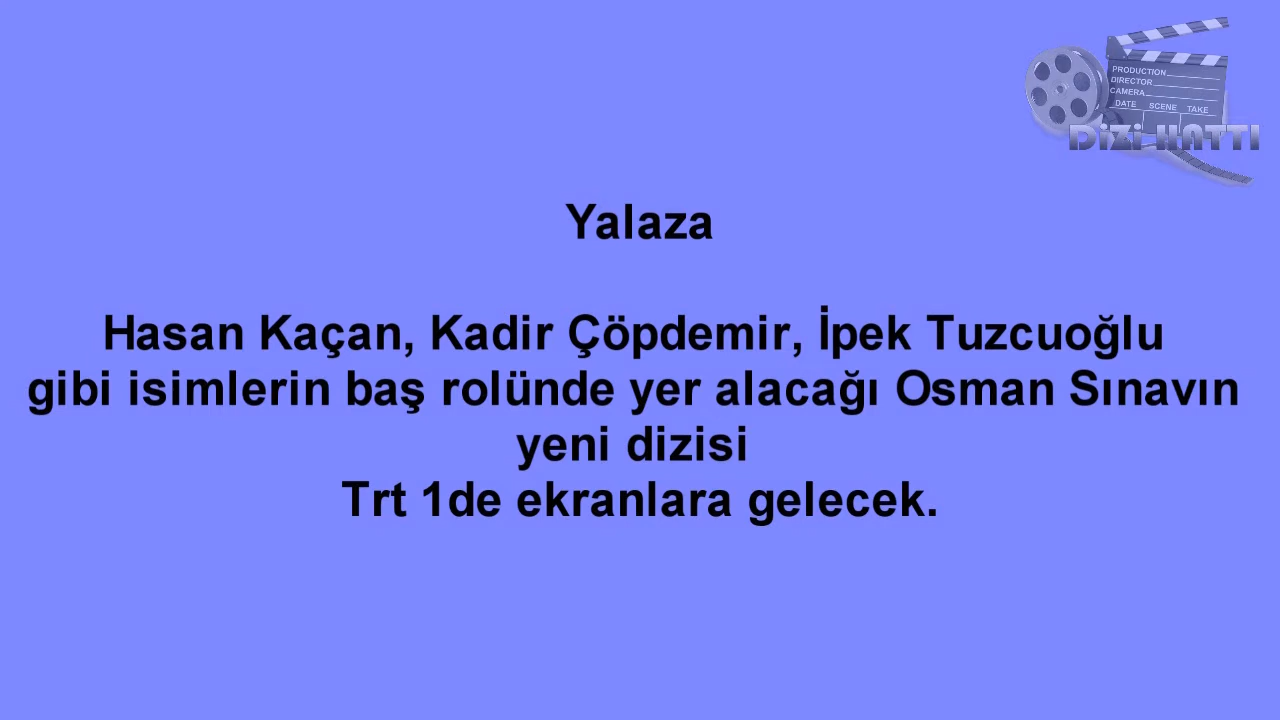 PRODUCTION
DIRECTOR
CAMERA
DATE SCENE TAKE
DiZi HATTI
Yalaza
Hasan Kaçan, Kadir Çöpdemir, İpek Tuzcuoğlu
gibi isimlerin baş rolünde yer alacağı Osman Sınavın
yeni dizisi
Trt 1de ekranlara gelecek.